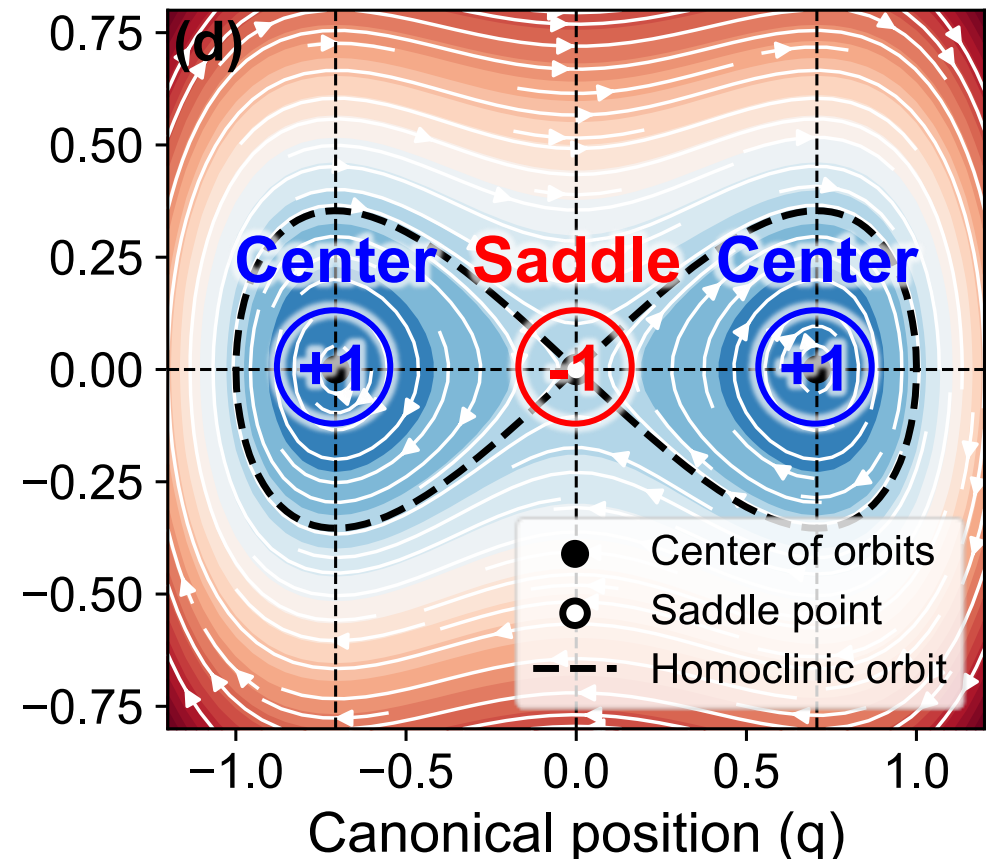 (d)
0.75
0.50
0.25
0.00
−0.25
−0.50
−0.75
Center Saddle Center
+1 -1 +1
Center of orbits
Saddle point
Homoclinic orbit
−1.0 −0.5 0.0 0.5 1.0
Canonical position (q)